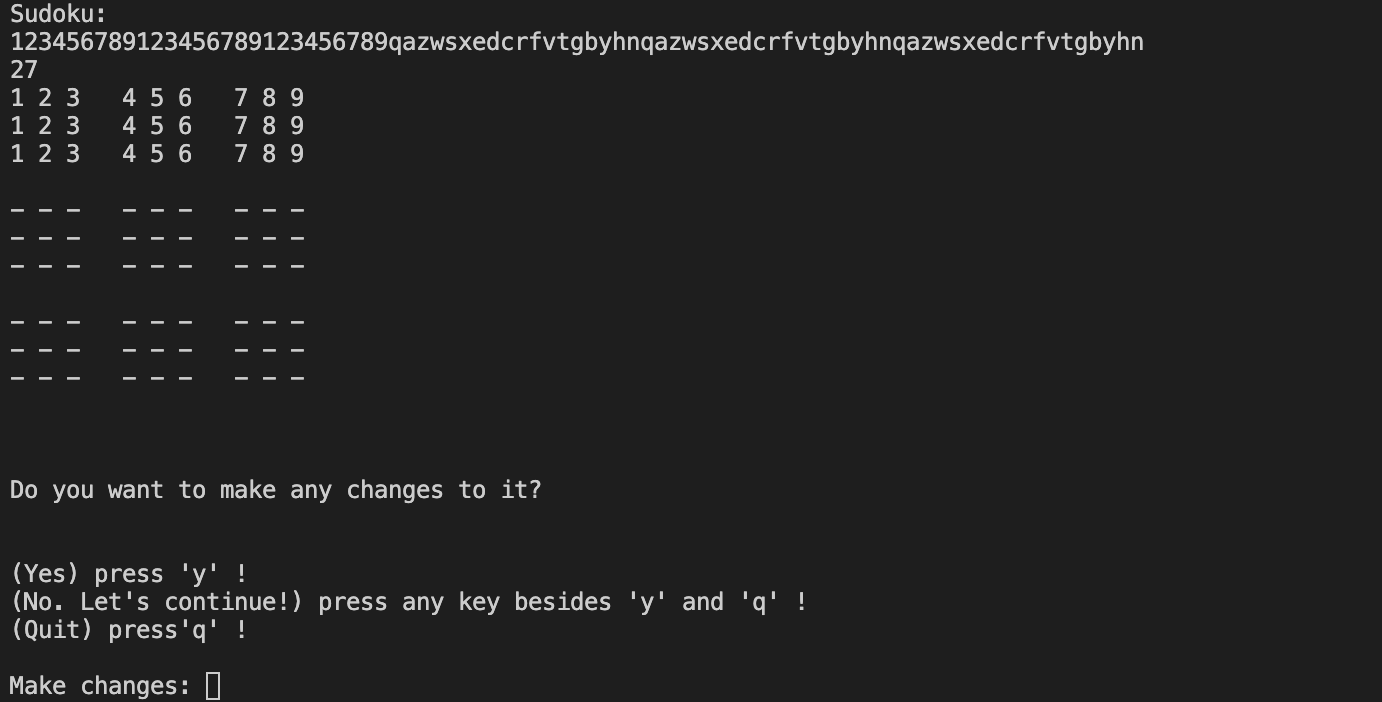 Sudoku:
123456789123456789123456789qazwsxedcrfvtgbyhnqazwsxedcrfvtgbyhnqazwsxedcrfvtgbyhn
27
1 2 3   4 5 6   7 8 9
1 2 3   4 5 6   7 8 9
1 2 3   4 5 6   7 8 9
– – –   – – –   – – –
– – –   – – –   – – –
– – –   – – –   – – –
– – –   – – –   – – –
– – –   – – –   – – –
– – –   – – –   – – –
Do you want to make any changes to it?
(Yes) press 'y' !
(No. Let's continue!) press any key besides 'y' and 'q' !
(Quit) press'q' !
Make changes: